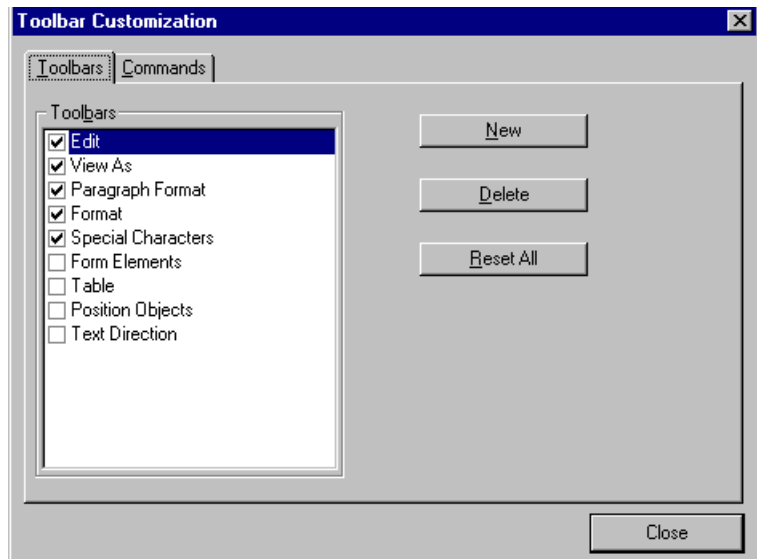 Toolbar Customization
Toolbars Commands
Toolbars
Edit
View As
Paragraph Format
Format
Special Characters
Form Elements
Table
Position Objects
Text Direction
New
Delete
Reset All
Close